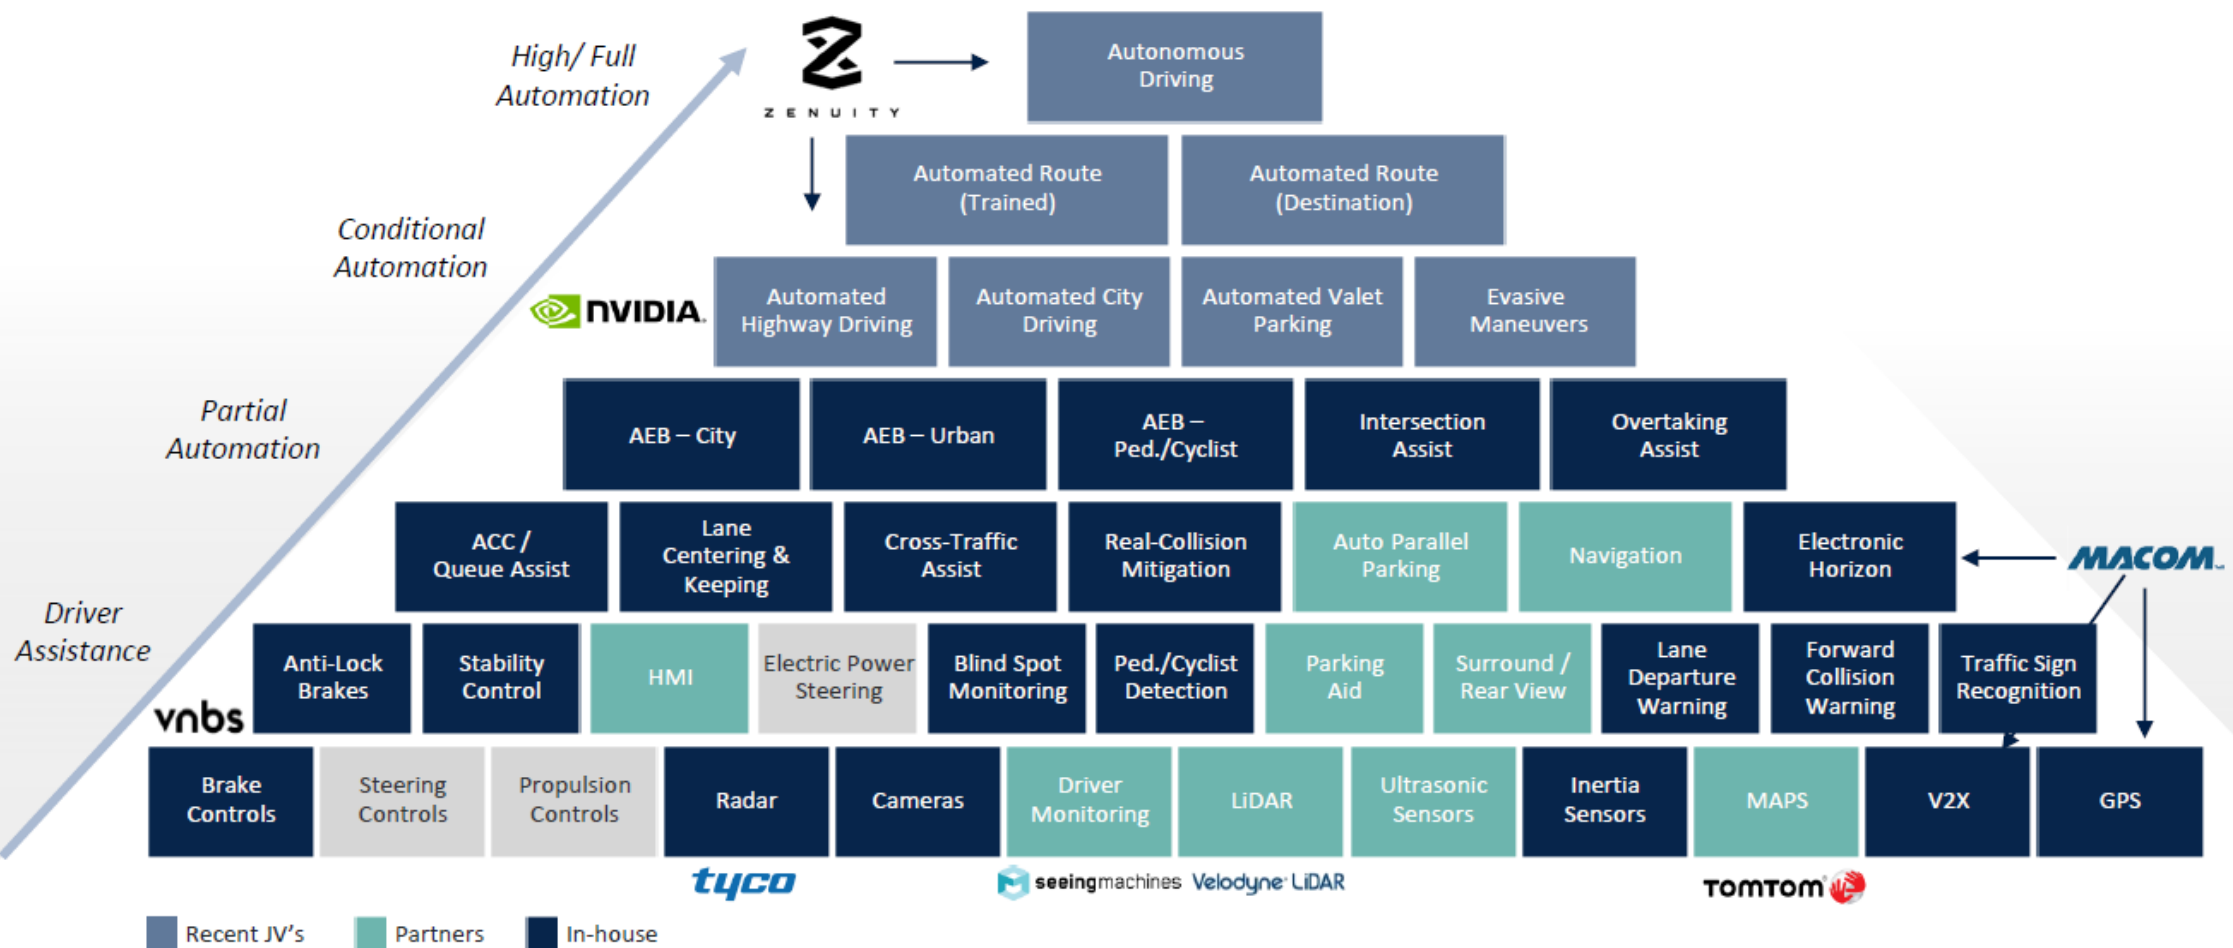 High/ Full
Automation
ZENUITY
Autonomous
Driving
Automated Route
(Trained)
Automated Route
(Destination)
Conditional
Automation
NVIDIA.
Automated
Highway Driving
Automated City
Driving
Automated Valet
Parking
Evasive
Maneuvers
Partial
Automation
AEB – City
AEB – Urban
AEB –
Ped./Cyclist
Intersection
Assist
Overtaking
Assist
ACC /
Queue Assist
Lane
Centering &
Keeping
Cross-Traffic
Assist
Real-Collision
Mitigation
Auto Parallel
Parking
Navigation
Electronic
Horizon
MACOM
Driver
Assistance
Anti-Lock
Brakes
Stability
Control
HMI
Electric Power
Steering
Blind Spot
Monitoring
Ped./Cyclist
Detection
Parking
Aid
Surround /
Rear View
Lane
Departure
Warning
Forward
Collision
Warning
Traffic Sign
Recognition
vnbs
Brake
Controls
Steering
Controls
Propulsion
Controls
Radar
Cameras
Driver
Monitoring
LiDAR
Ultrasonic
Sensors
Inertia
Sensors
MAPS
V2X
GPS
tyco
seeingmachines
Velodyne LiDAR
TOMTOM
Recent JV's
Partners
In-house